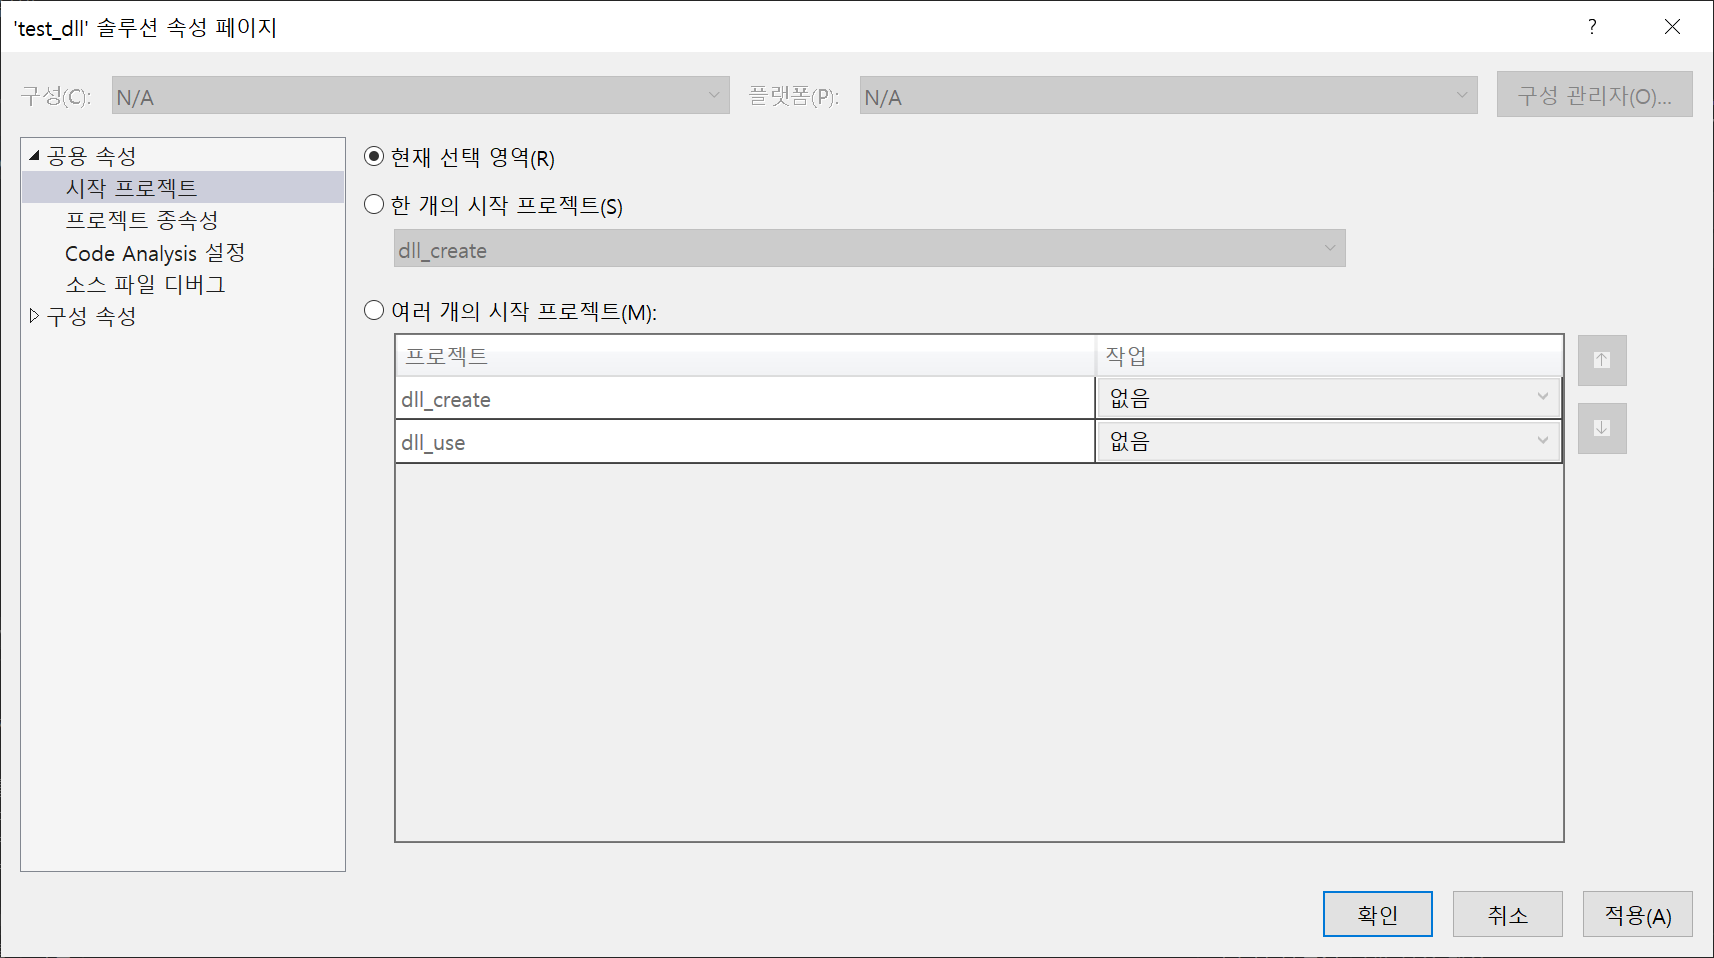 'test_dll' 솔루션 속성 페이지
?
구성(C): N/A 플랫폼(P): N/A 구성 관리자(O)...
공용 속성
시작 프로젝트
프로젝트 종속성
Code Analysis 설정
소스 파일 디버그
구성 속성
현재 선택 영역(R)
한 개의 시작 프로젝트(S)
dll_create
여러 개의 시작 프로젝트(M):
프로젝트 작업
dll_create 없음
dll_use 없음
확인 취소 적용(A)